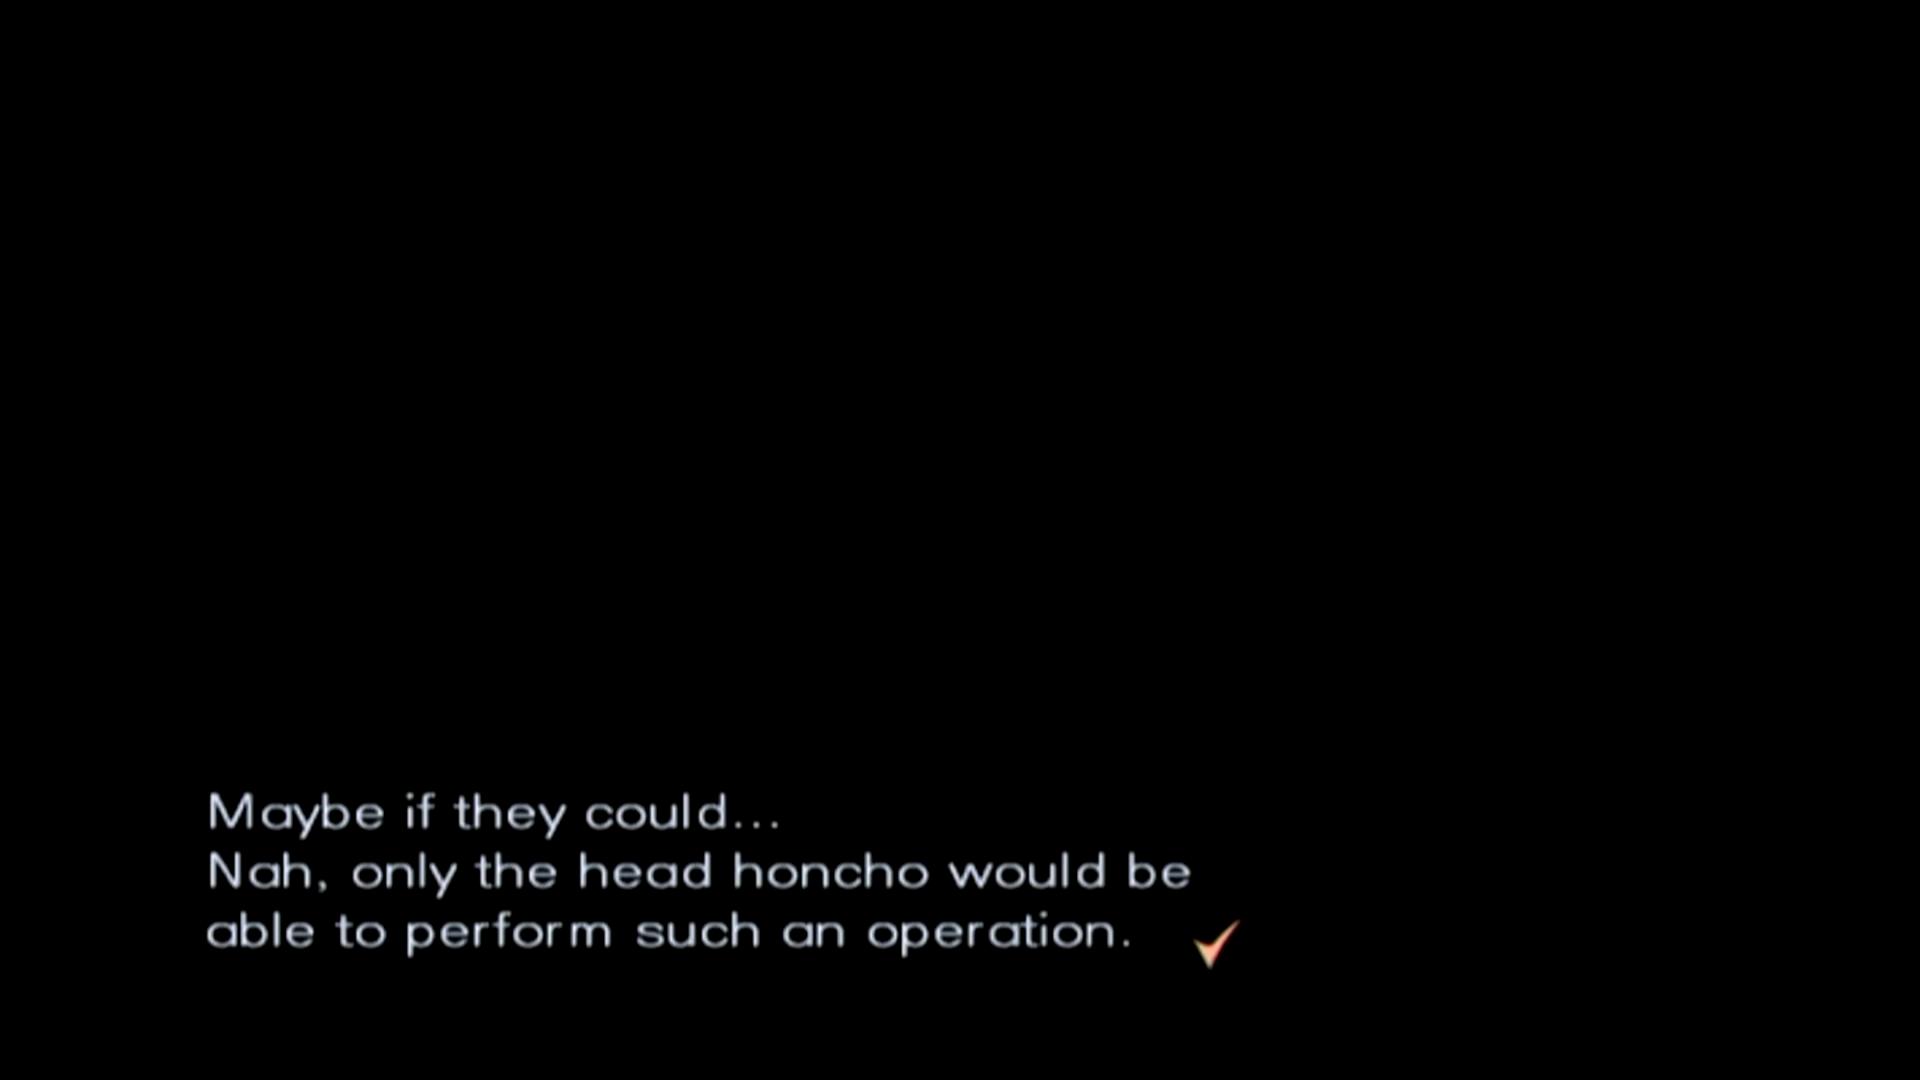 Maybe if they could...
Nah, only the head honcho would be
able to perform such an operation.